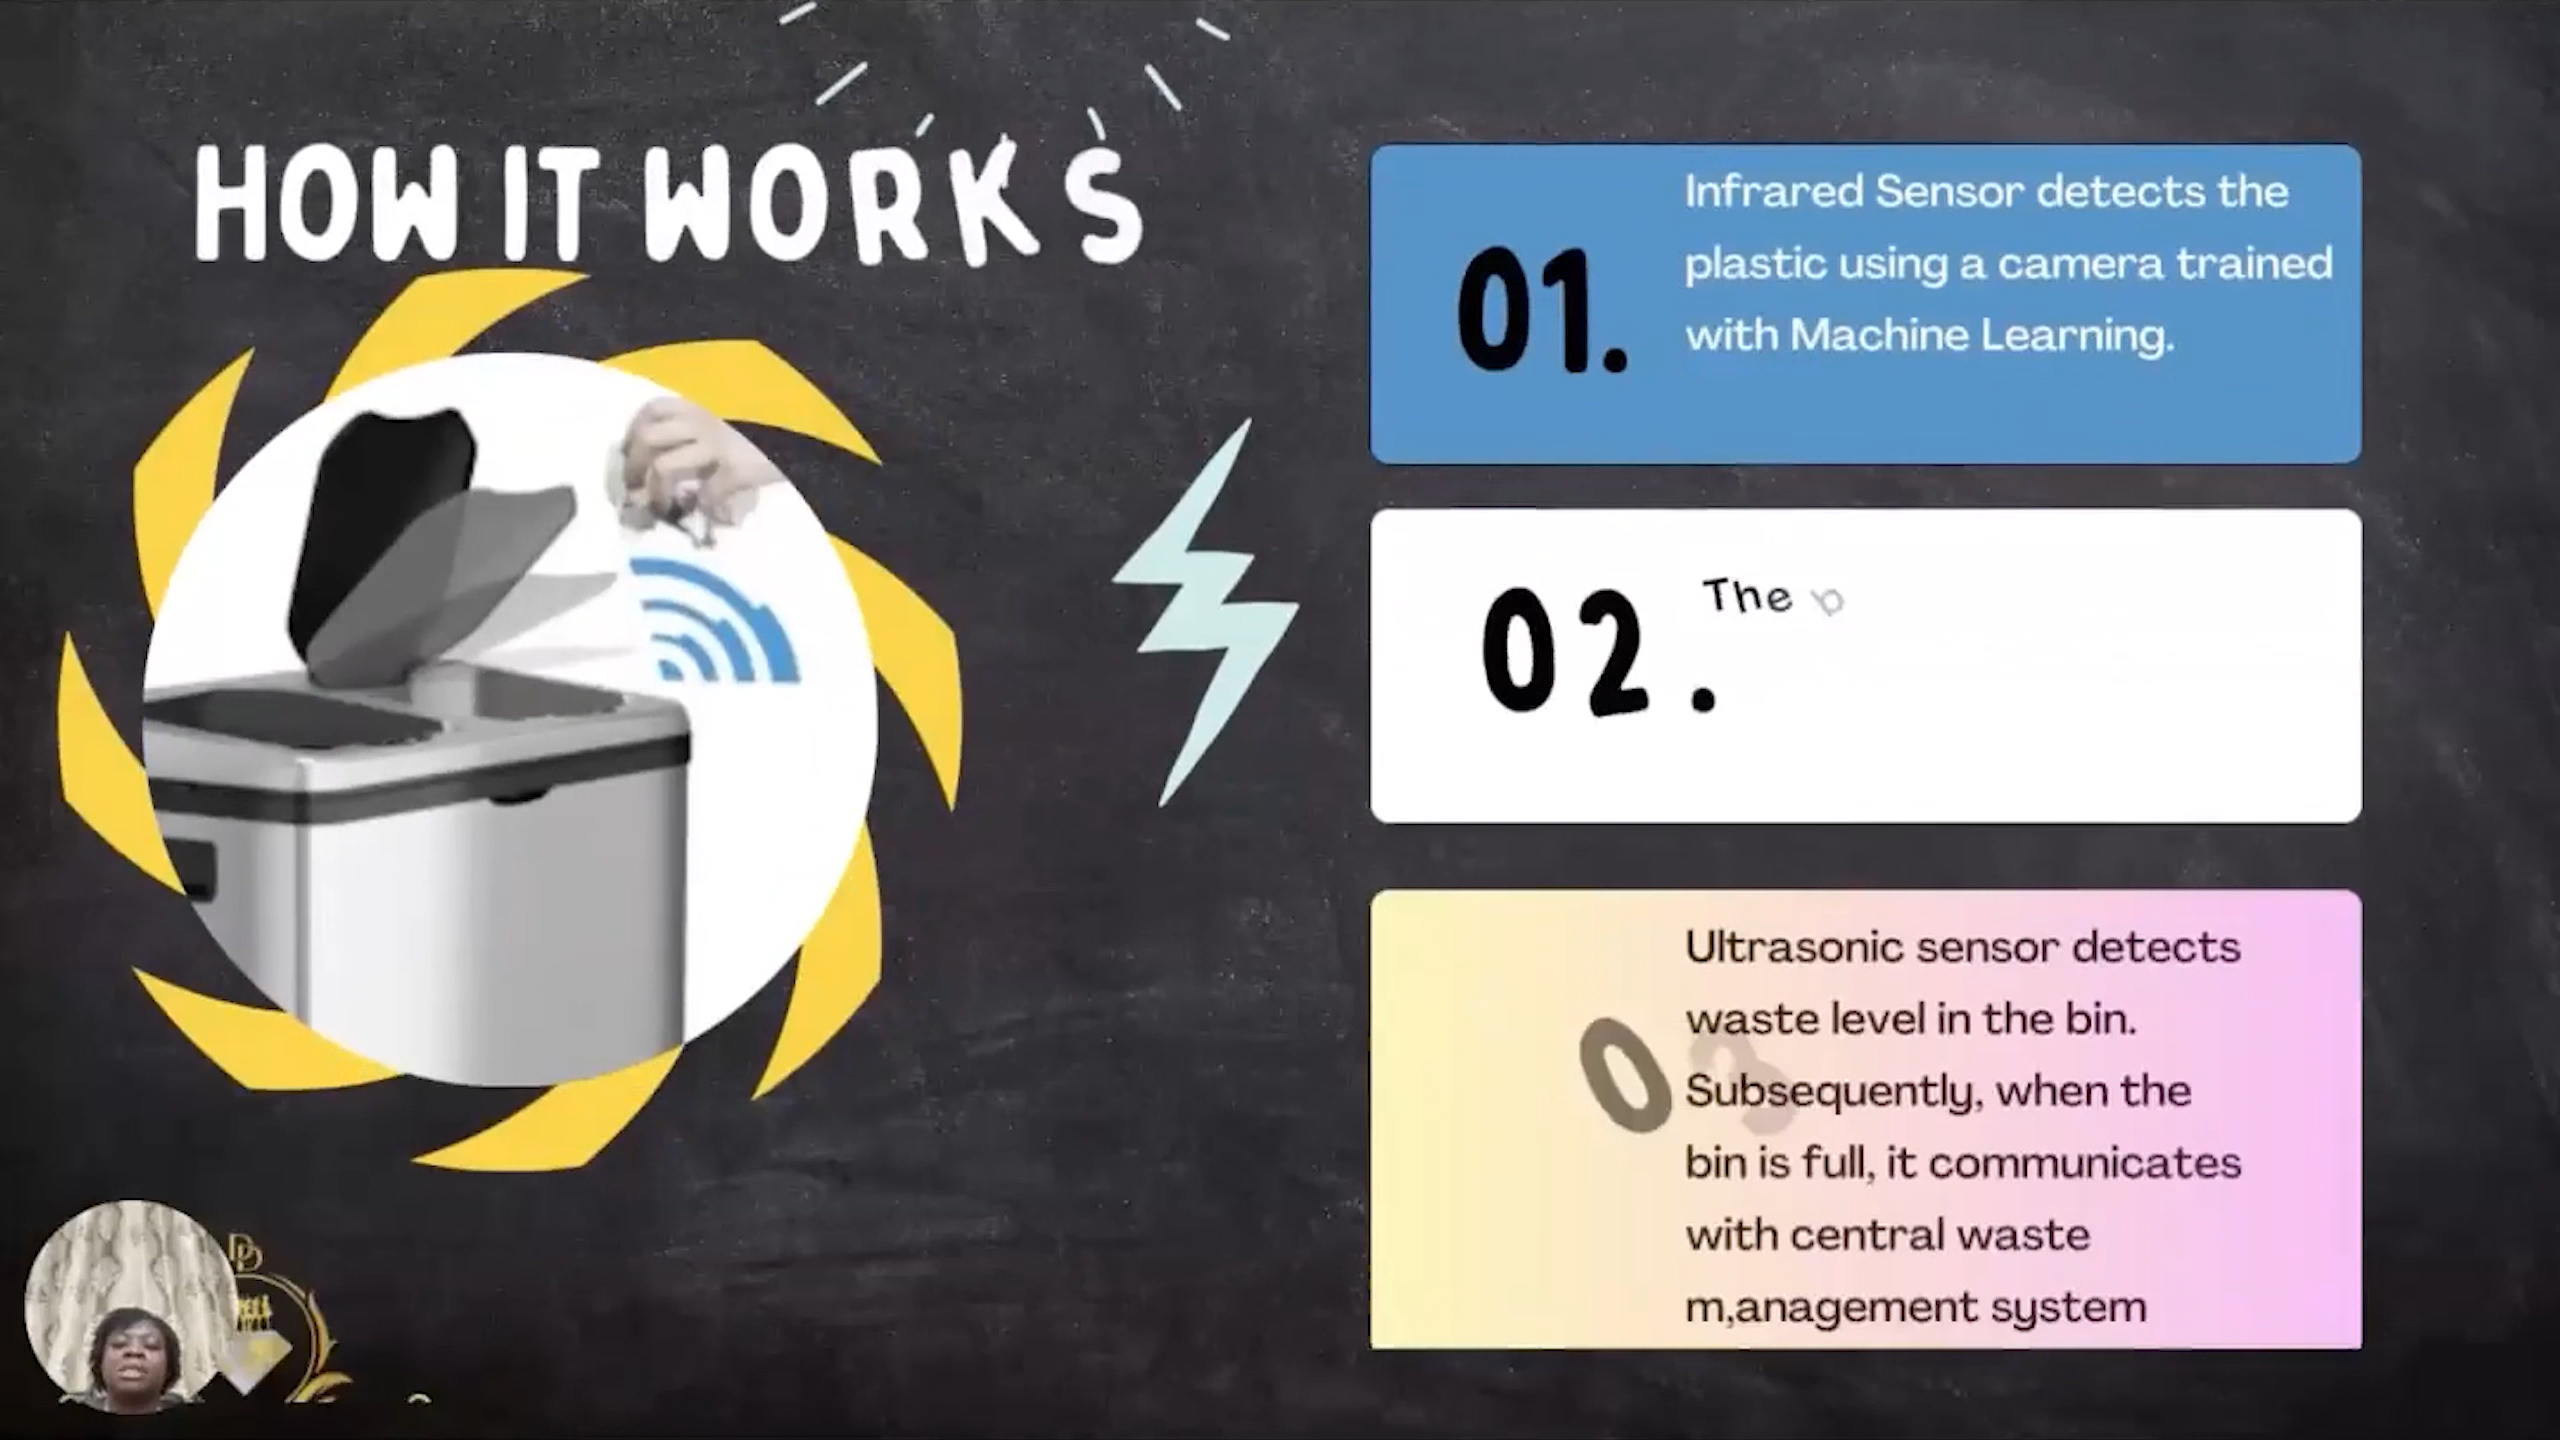 HOW IT WORKS
01.
Infrared Sensor detects the
plastic using a camera trained
with Machine Learning.
02.
The b
03
Ultrasonic sensor detects
waste level in the bin.
Subsequently, when the
bin is full, it communicates
with central waste
m,anagement system